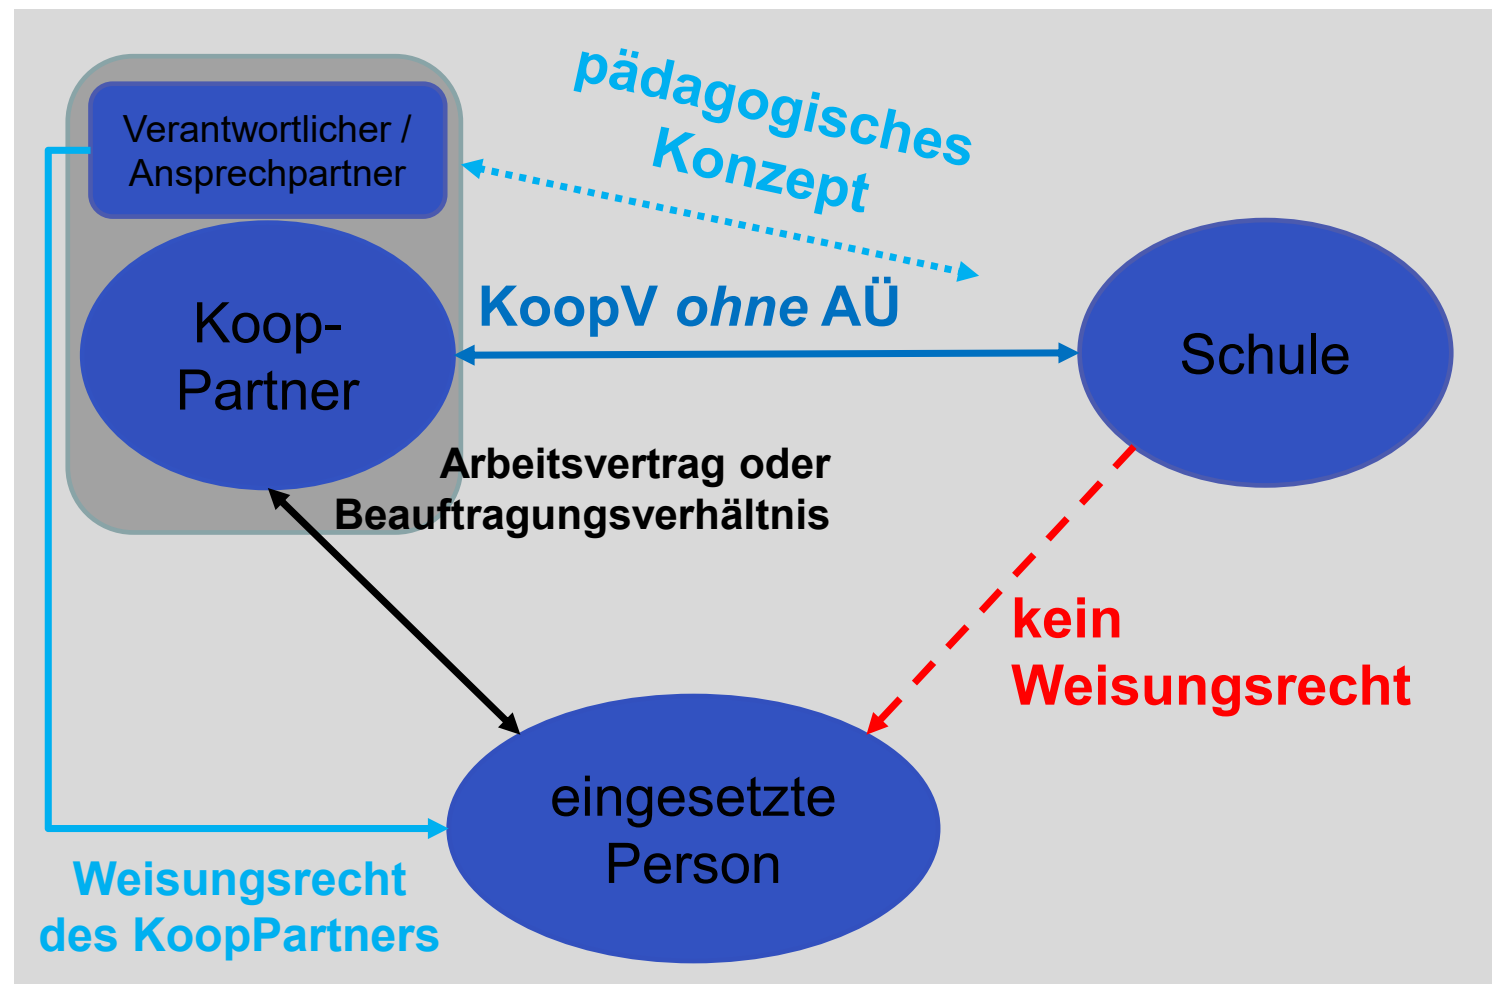 pädagogisches
Konzept
Verantwortlicher /
Ansprechpartner
Koop-
Partner
KoopV ohne AÜ
Schule
Arbeitsvertrag oder
Beauftragungsverhältnis
kein
Weisungsrecht
eingesetzte
Person
Weisungsrecht
des KoopPartners